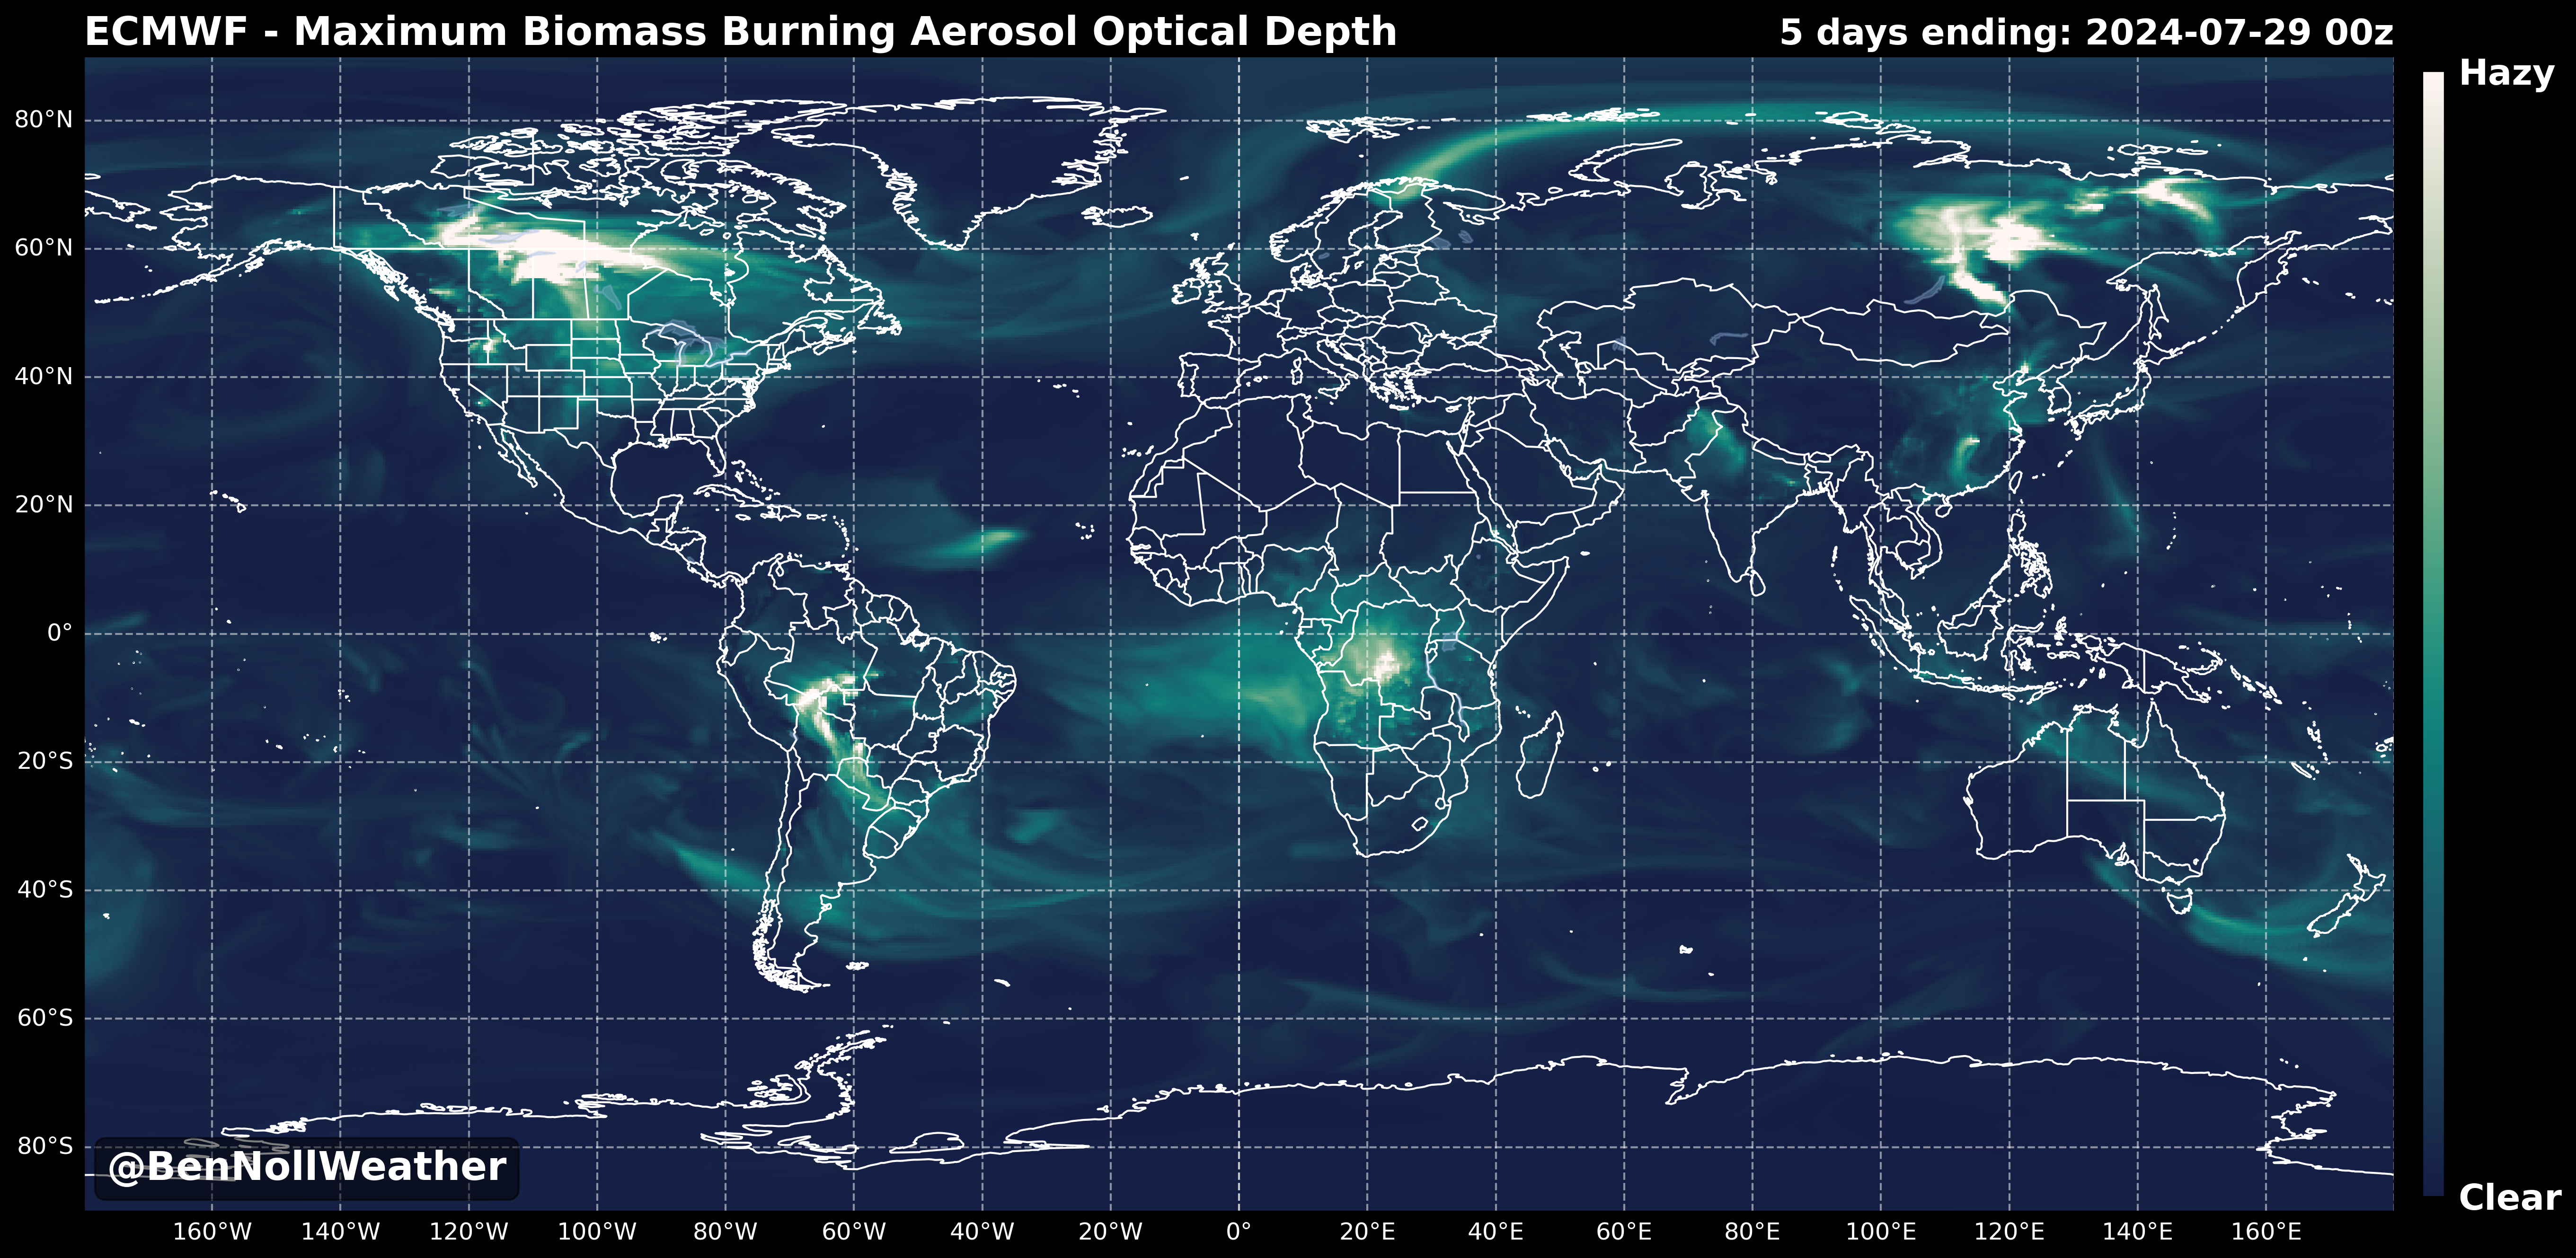 ECMWF - Maximum Biomass Burning Aerosol Optical Depth
5 days ending: 2024-07-29 00z
Hazy
80°N
60°N
40°N
20°N
0°
20°S
40°S
60°S
80°S
Clear
@BenNollWeather
160°W 140°W 120°W 100°W 80°W 60°W 40°W 20°W 0° 20°E 40°E 60°E 80°E 100°E 120°E 140°E 160°E